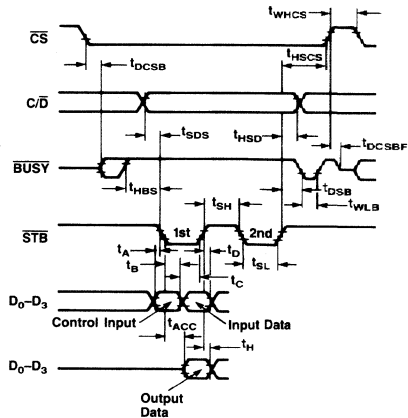 tWHCS
CS
tHSCS
tDCSB
C/D
tSDS
tHSD
tDCSBF
BUSY
tHBS
tSH
tDSB
tWLB
STB
1st
2nd
tA
tD
tB
tSL
tC
D0–D3
Control Input
tACC
Input Data
tH
D0–D3
Output
Data